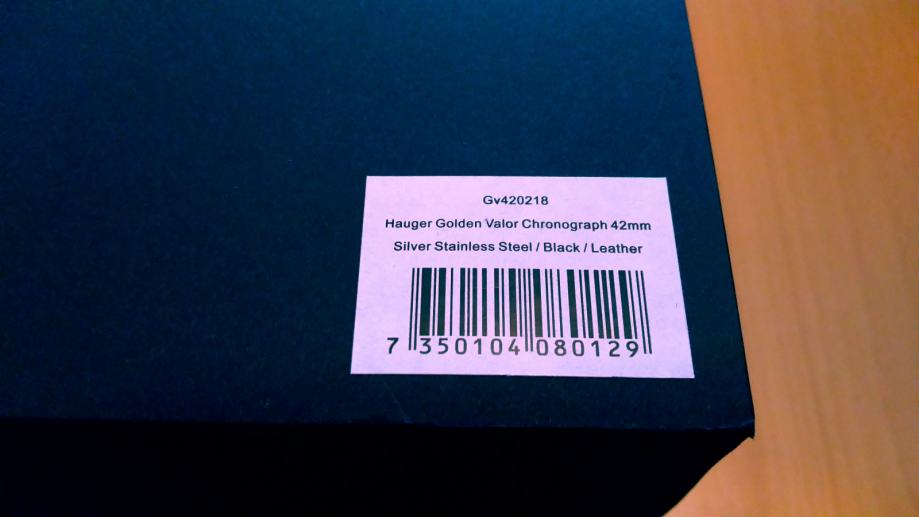 Gv420218
Hauger Golden Valor Chronograph 42mm
Silver Stainless Steel / Black / Leather
7 350104 080129